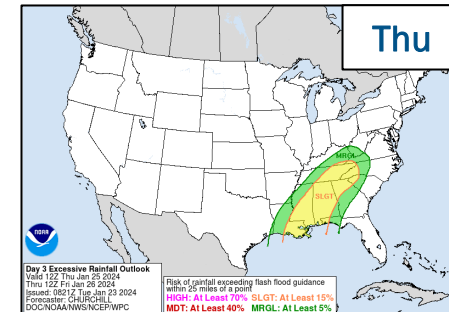 Thu
MRGL
SLGT
NOAA
Day 3 Excessive Rainfall Outlook
Valid 12Z Thu Jan 25 2024
Thru 12Z Fri Jan 26 2024
Issued: 0821Z Tue Jan 23 2024
Forecaster: CHURCHILL
DOC/NOAA/NWS/NCEP/WPC
Risk of rainfall exceeding flash flood guidance
within 25 miles of a point
HIGH: At Least 70% SLGT: At Least 15%
MDT: At Least 40% MRGL: At Least 5%